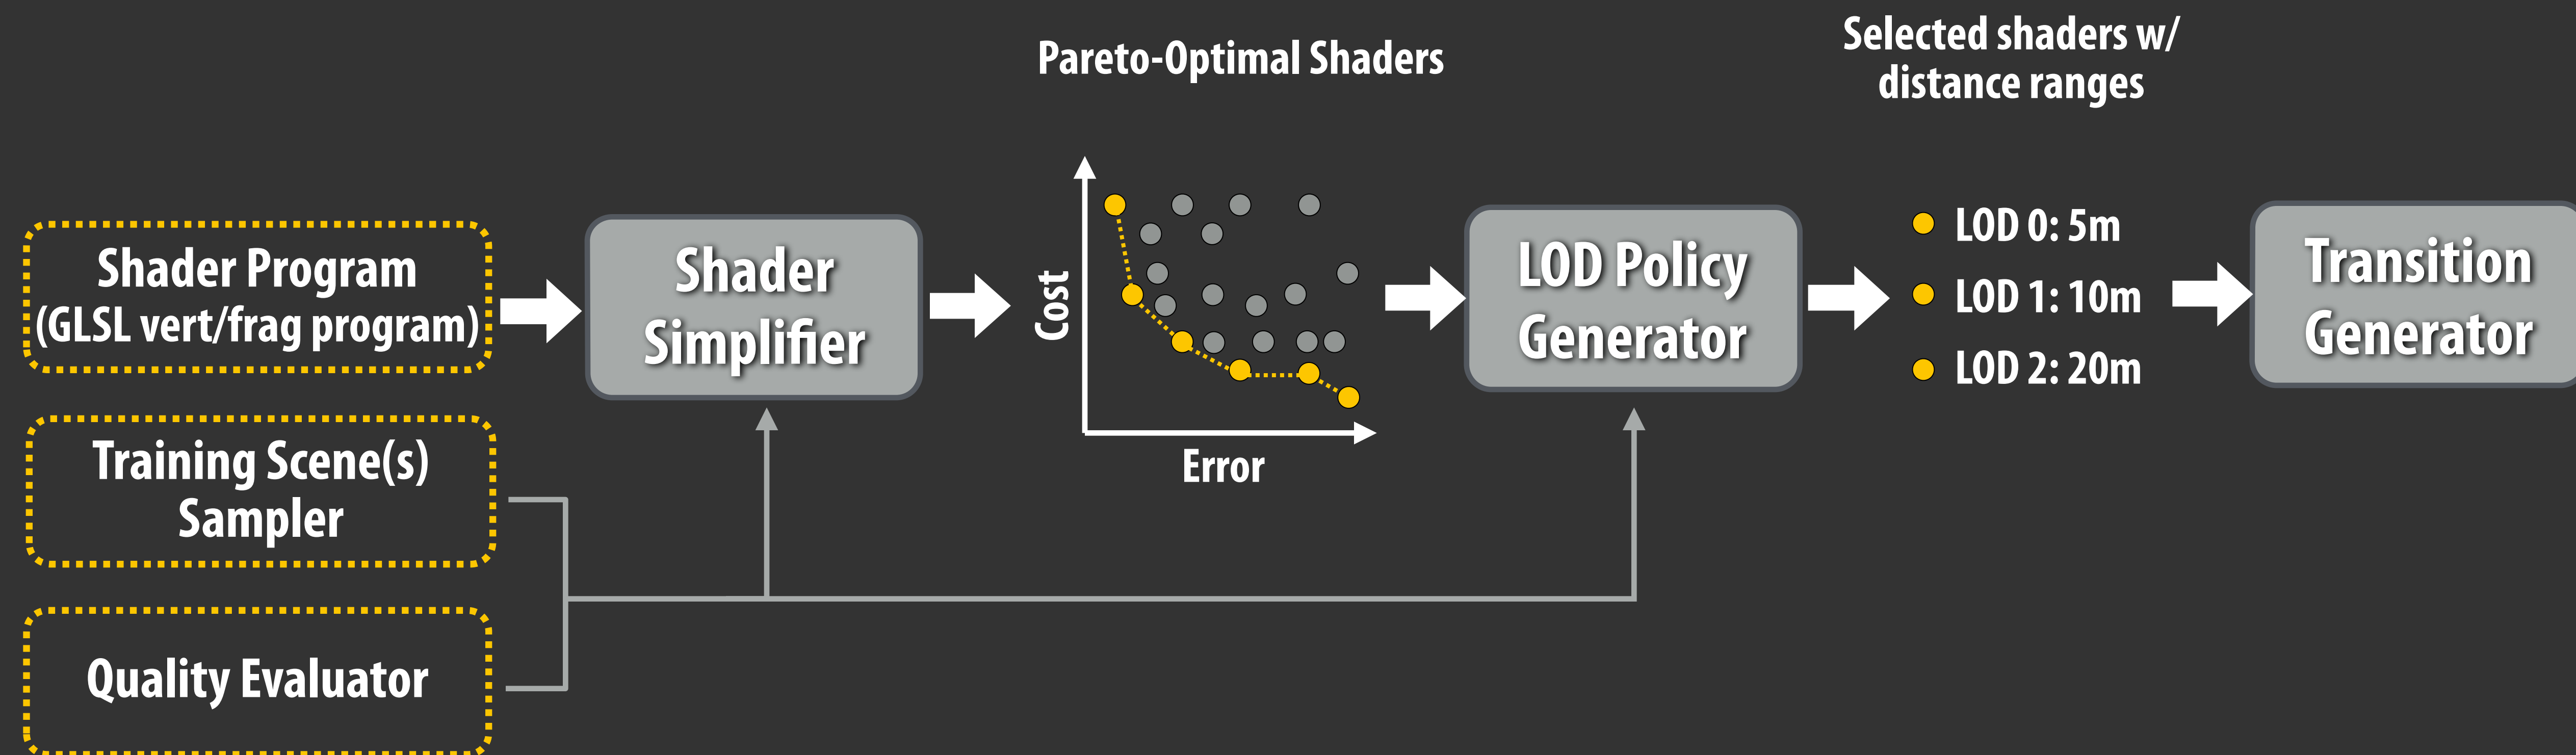 Pareto-Optimal Shaders
Selected shaders w/
distance ranges
Shader Program
(GLSL vert/frag program)
Training Scene(s)
Sampler
Quality Evaluator
Shader
Simplifier
Cost
Error
LOD Policy
Generator
LOD 0: 5m
LOD 1: 10m
LOD 2: 20m
Transition
Generator